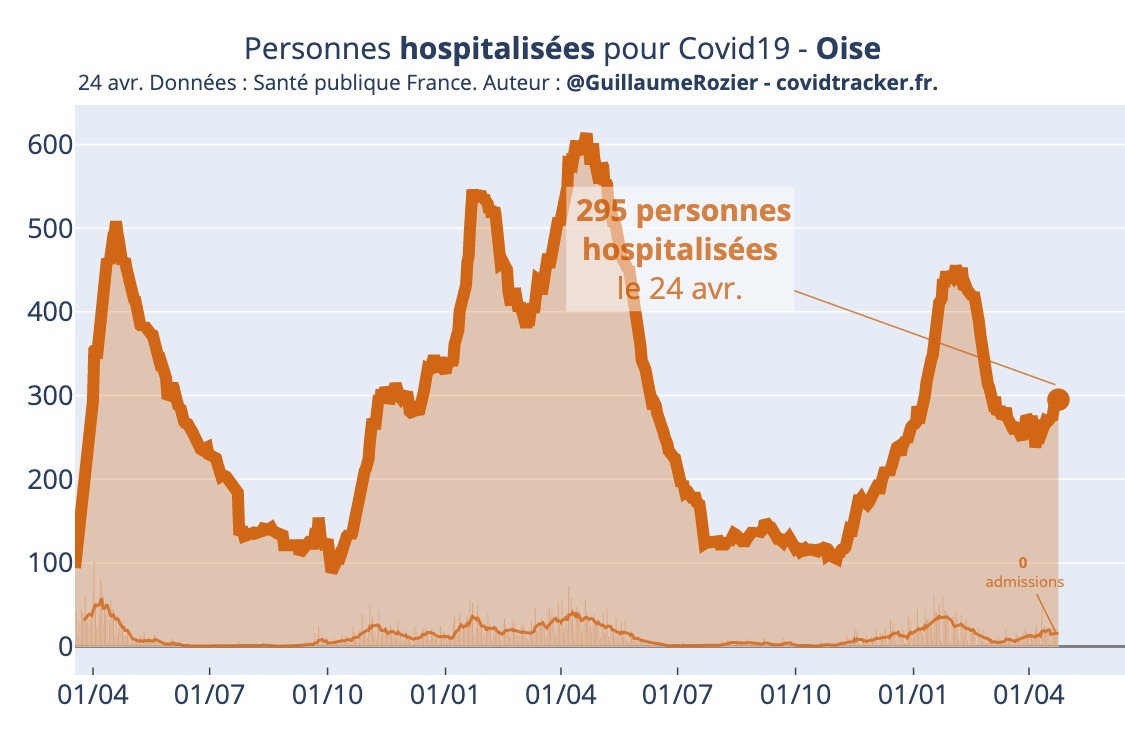 Personnes hospitalisées pour Covid19 - Oise
24 avr. Données : Santé publique France. Auteur : @GuillaumeRozier - covidtracker.fr.
600
500
400
300
200
100
0
295 personnes
hospitalisées
le 24 avr.
0
admissions
01/04 01/07 01/10 01/01 01/04 01/07 01/10 01/01 01/04